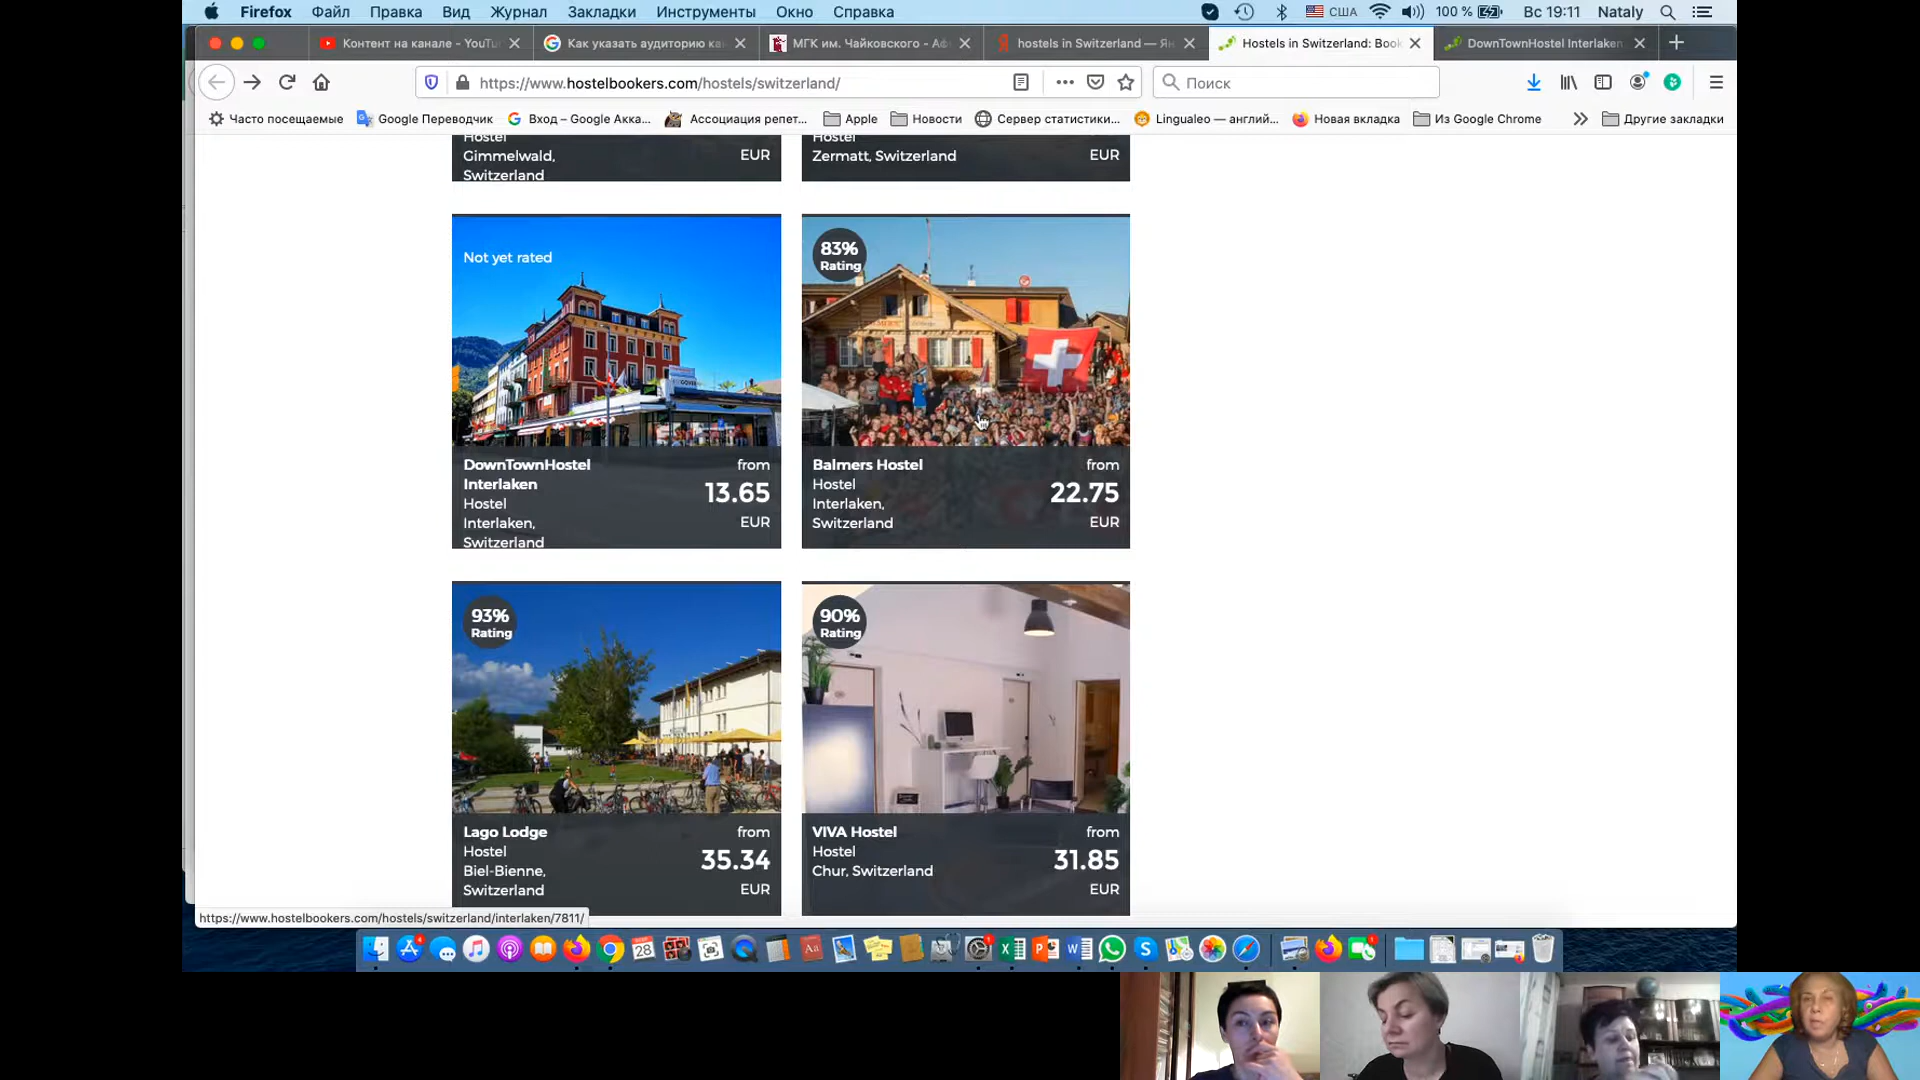 Firefox Файл Правка Вид Журнал Закладки Инструменты Окно Справка США 100 % Вс 19:11 Nataly
Контент на канале - YouTu Как указать аудиторию ка МГК им. Чайковского - Аф hostels in Switzerland — Ян Hostels in Switzerland: Book DownTownHostel Interlaken
https://www.hostelbookers.com/hostels/switzerland/ Поиск
Часто посещаемые Google Переводчик Вход – Google Акка... Ассоциация репет... Apple Новости Сервер статистики... Lingualeo — англий... Новая вкладка Из Google Chrome Другие закладки
Hostel
Gimmelwald,
Switzerland
EUR
Hostel
Zermatt, Switzerland
EUR
Not yet rated
DownTownHostel
Interlaken
Hostel
Interlaken,
Switzerland
from
13.65
EUR
83%
Rating
Balmers Hostel
Hostel
Interlaken,
Switzerland
from
22.75
EUR
93%
Rating
Lago Lodge
Hostel
Biel-Bienne,
Switzerland
from
35.34
EUR
90%
Rating
VIVA Hostel
Hostel
Chur, Switzerland
from
31.85
EUR
https://www.hostelbookers.com/hostels/switzerland/interlaken/7811/
28